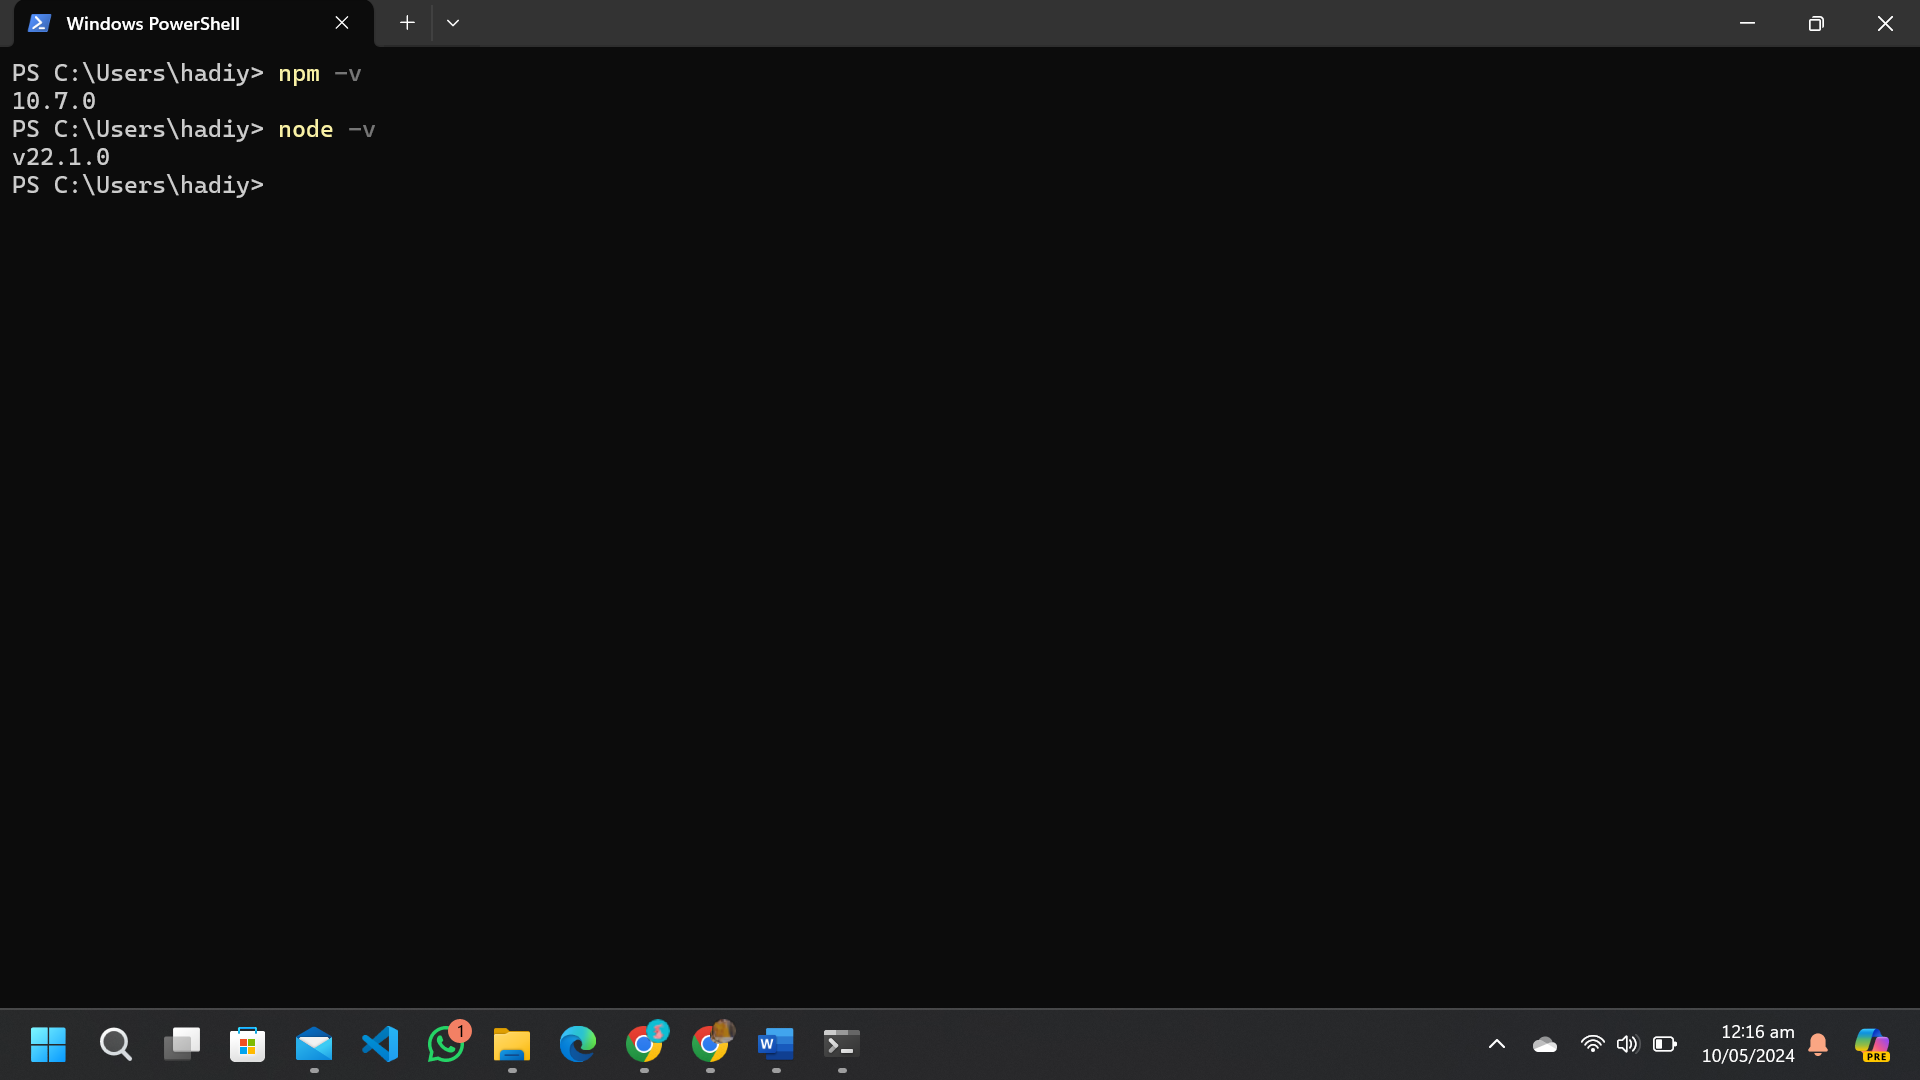 Windows PowerShell
PS C:\Users\hadiy> npm -v
10.7.0
PS C:\Users\hadiy> node -v
v22.1.0
PS C:\Users\hadiy>
1
W
12:16 am
10/05/2024
PRE